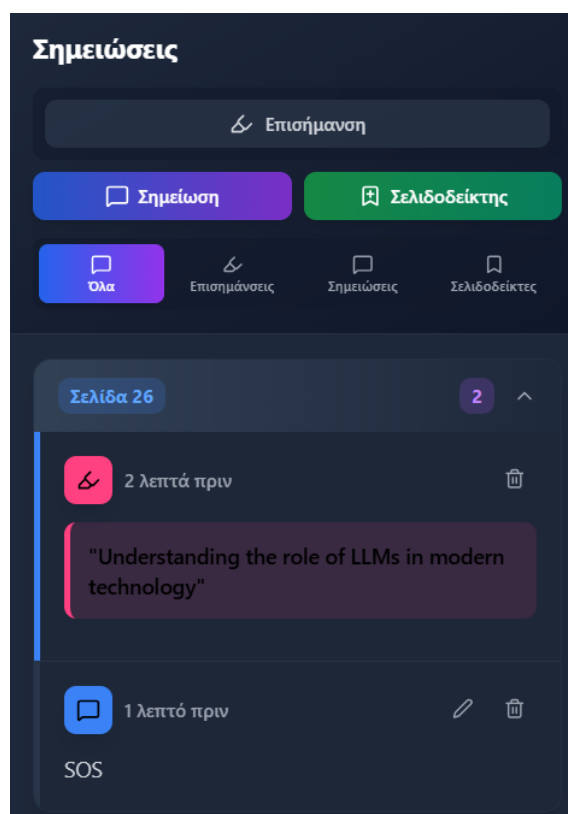 Σημειώσεις
Επισήμανση
Σημείωση
Σελιδοδείκτης
Όλα
Επισημάνσεις
Σημειώσεις
Σελιδοδείκτες
Σελίδα 26
2
2 λεπτά πριν
"Understanding the role of LLMs in modern
technology"
1 λεπτό πριν
SOS